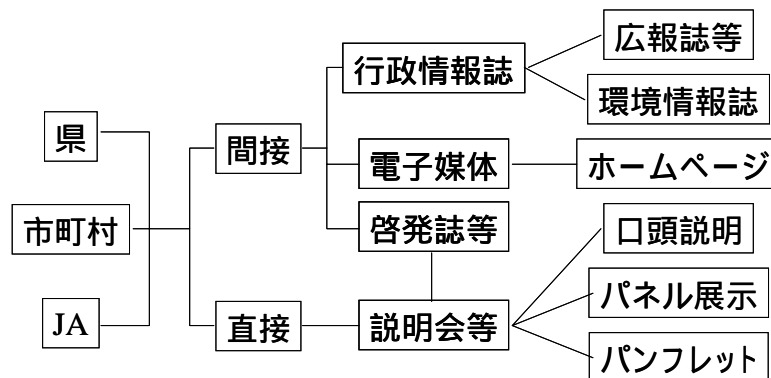 県
市町村
JA
間接
直接
行政情報誌
電子媒体
啓発誌等
説明会等
広報誌等
環境情報誌
ホームページ
口頭説明
パネル展示
パンフレット